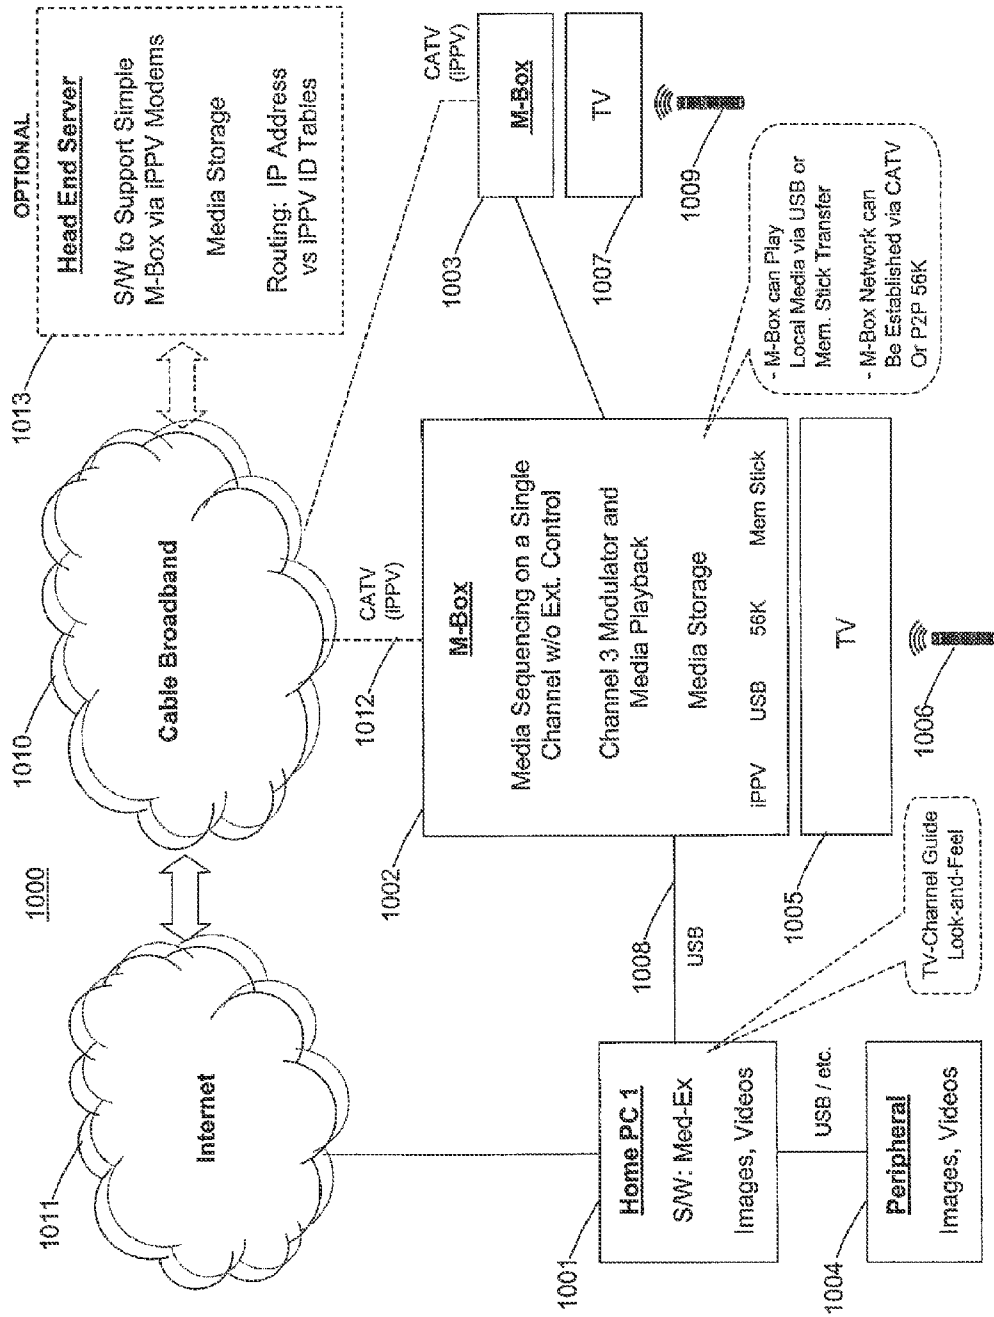 1000
1011
Internet
1010
Cable Broadband
1013
OPTIONAL
Head End Server
S/W to Support Simple
M-Box via iPPV Modems
Media Storage
Routing: IP Address
vs iPPV ID Tables
1012
CATV
(iPPV)
CATV
(iPPV)
1001
Home PC 1
S/W: Med-Ex
Images, Videos
USB / etc.
1004
Peripheral
Images, Videos
TV-Channel Guide
Look-and-Feel
1008
USB
1002
M-Box
Media Sequencing on a Single
Channel w/o Ext. Control
Channel 3 Modulator and
Media Playback
Media Storage
iPPV USB 56K Mem Stick
1005
TV
1006
1003
M-Box
1007
TV
1009
- M-Box can Play
Local Media via USB or
Mem. Stick Transfer
- M-Box Network can
Be Established via CATV
Or P2P 56K